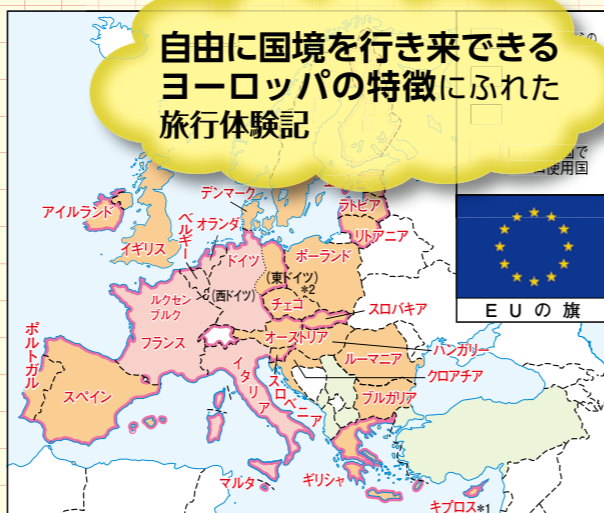 自由に国境を行き来できる
ヨーロッパの特徴にふれた
旅行体験記
使用国
EUの旗
デンマーク
ラトビア
リトアニア
アイルランド
イギリス
ベルギー
オランダ
ドイツ
ポーランド
(東ドイツ)
*2
(西ドイツ)
チェコ
ルクセン
ブルク
スロバキア
フランス
オーストリア
ハンガリー
ルーマニア
クロアチア
ポルトガル
スペイン
イタリア
スロベニア
ブルガリア
マルタ
ギリシャ
キプロス*1